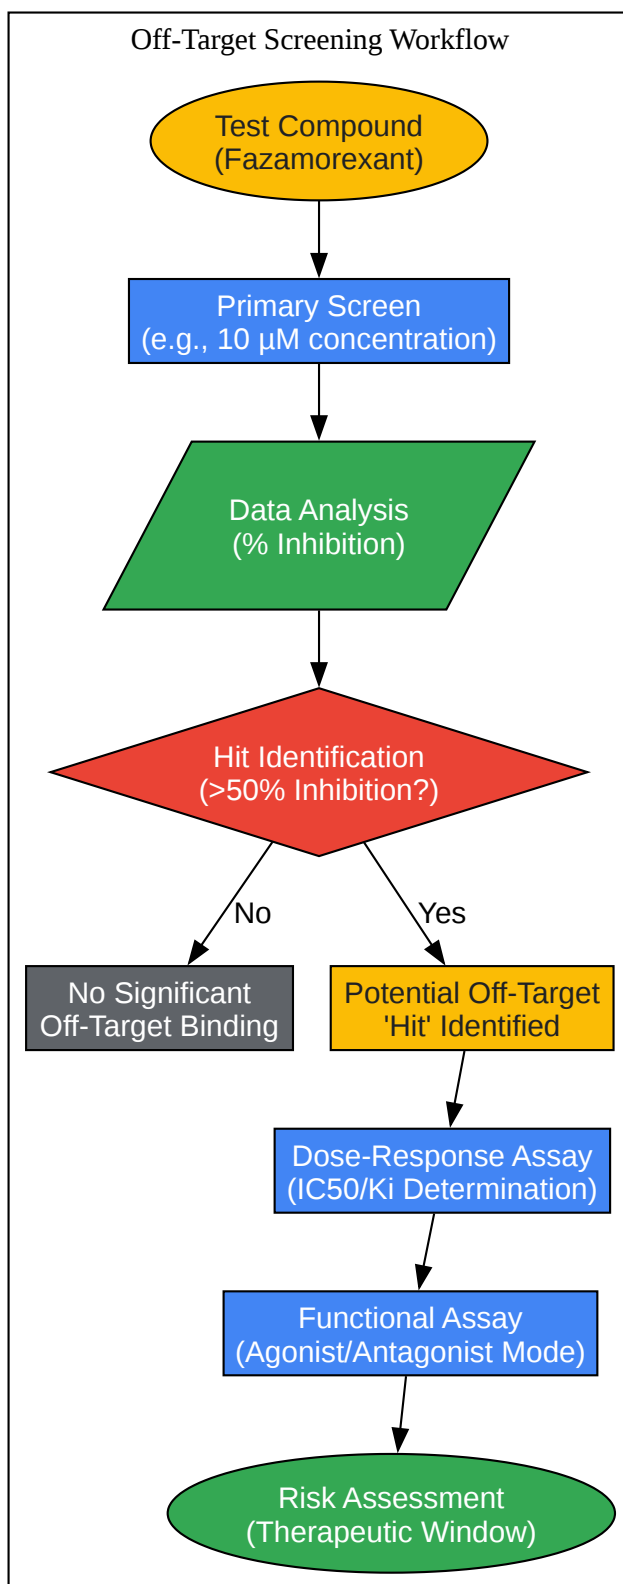 Off-Target Screening Workflow
Test Compound
(Fazamorexant)
Primary Screen
(e.g., 10 µM concentration)
Data Analysis
(% Inhibition)
Hit Identification
(>50% Inhibition?)
No
Yes
No Significant
Off-Target Binding
Potential Off-Target
'Hit' Identified
Dose-Response Assay
(IC50/Ki Determination)
Functional Assay
(Agonist/Antagonist Mode)
Risk Assessment
(Therapeutic Window)